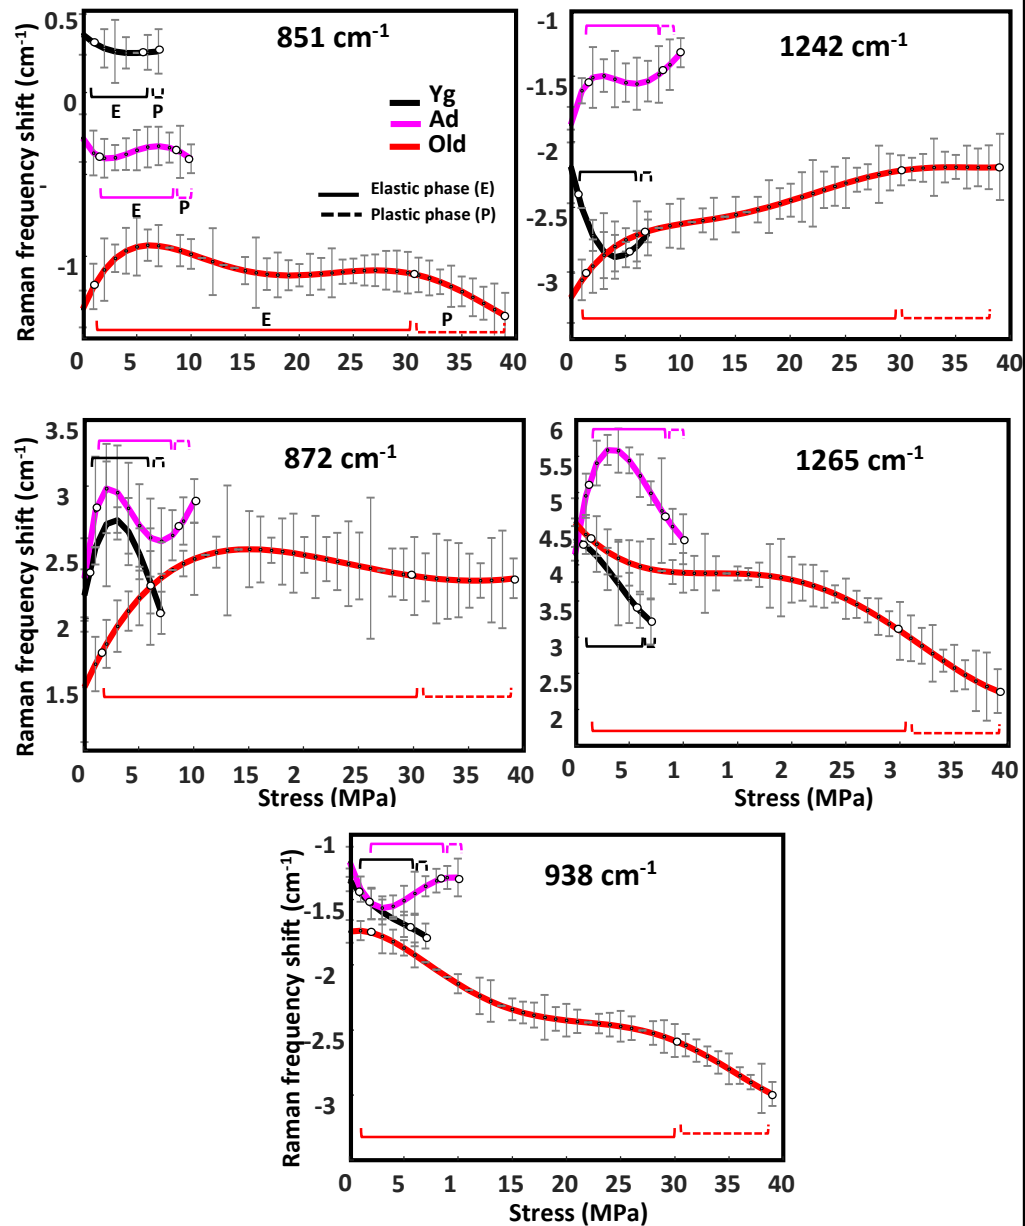 851 cm-1
1242 cm-1
Raman frequency shift (cm-1)
0.5
0
-
-1
E P
E P
E P
Yg
Ad
Old
Elastic phase (E)
Plastic phase (P)
0 5 10 15 20 25 30 35 40
-1
-1.5
-2
-2.5
-3
0 5 10 15 20 25 30 35 40
872 cm-1
1265 cm-1
Raman frequency shift (cm-1)
3.5
3
2.5
2
1.5
0 5 10 15 2 25 30 35 40
Stress (MPa)
6
5.5
5
4.5
4
3.5
3
2.5
2
0 5 1 1 20 25 30 35 40
Stress (MPa)
938 cm-1
Raman frequency shift (cm-1)
-1
-1.5
-2
-2.5
-3
0 5 1 15 20 25 30 35 40
Stress (MPa)